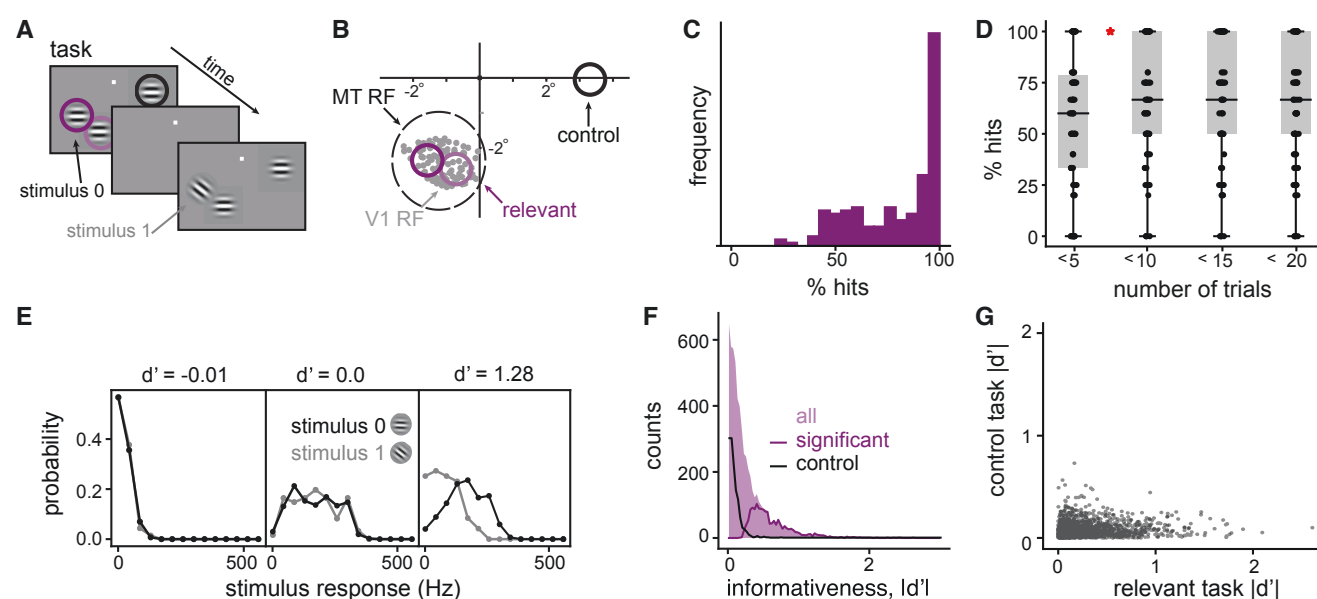 A
task
time
stimulus 0
stimulus 1
B
MT RF
-2°
2°
-2°
control
V1 RF
relevant
C
frequency
0
50
100
% hits
D
% hits
100
75
50
25
0
*
< 5
< 10
< 15
< 20
number of trials
E
d' = -0.01
d' = 0.0
d' = 1.28
probability
0.4
0.2
0.0
stimulus 0
stimulus 1
0
500
0
500
0
500
stimulus response (Hz)
F
counts
600
400
200
0
all
significant
control
0
2
informativeness, |d'|
G
control task |d'|
2
1
0
0
1
2
relevant task |d'|